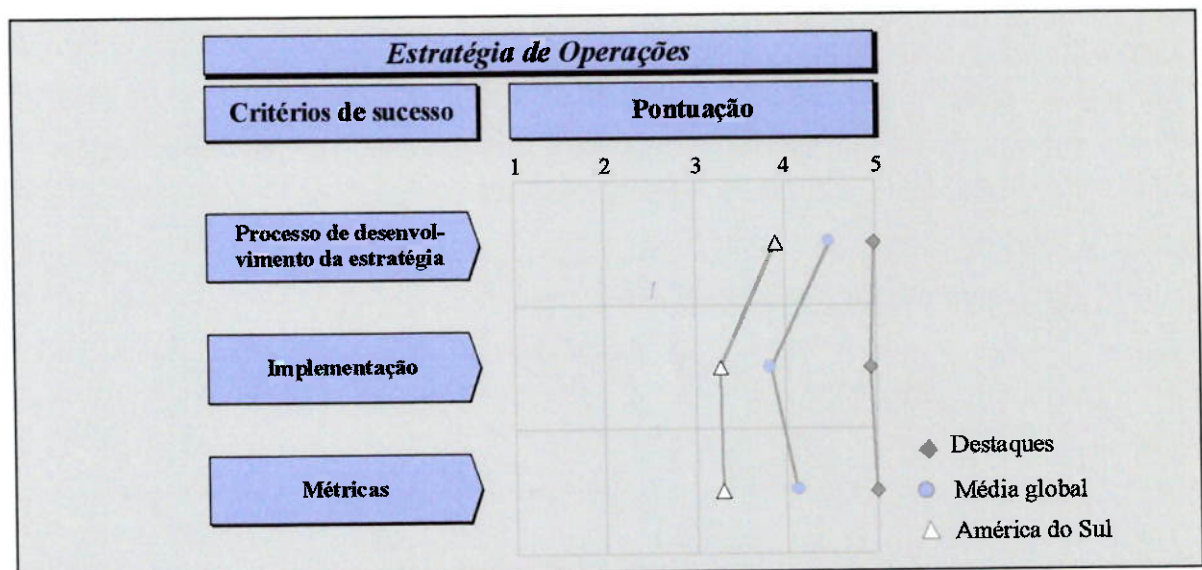 Estratégia de Operações
Critérios de sucesso
Pontuação
1 2 3 4 5
Processo de desenvol-
vimento da estratégia
Implementação
Métricas
Destaques
Média global
América do Sul